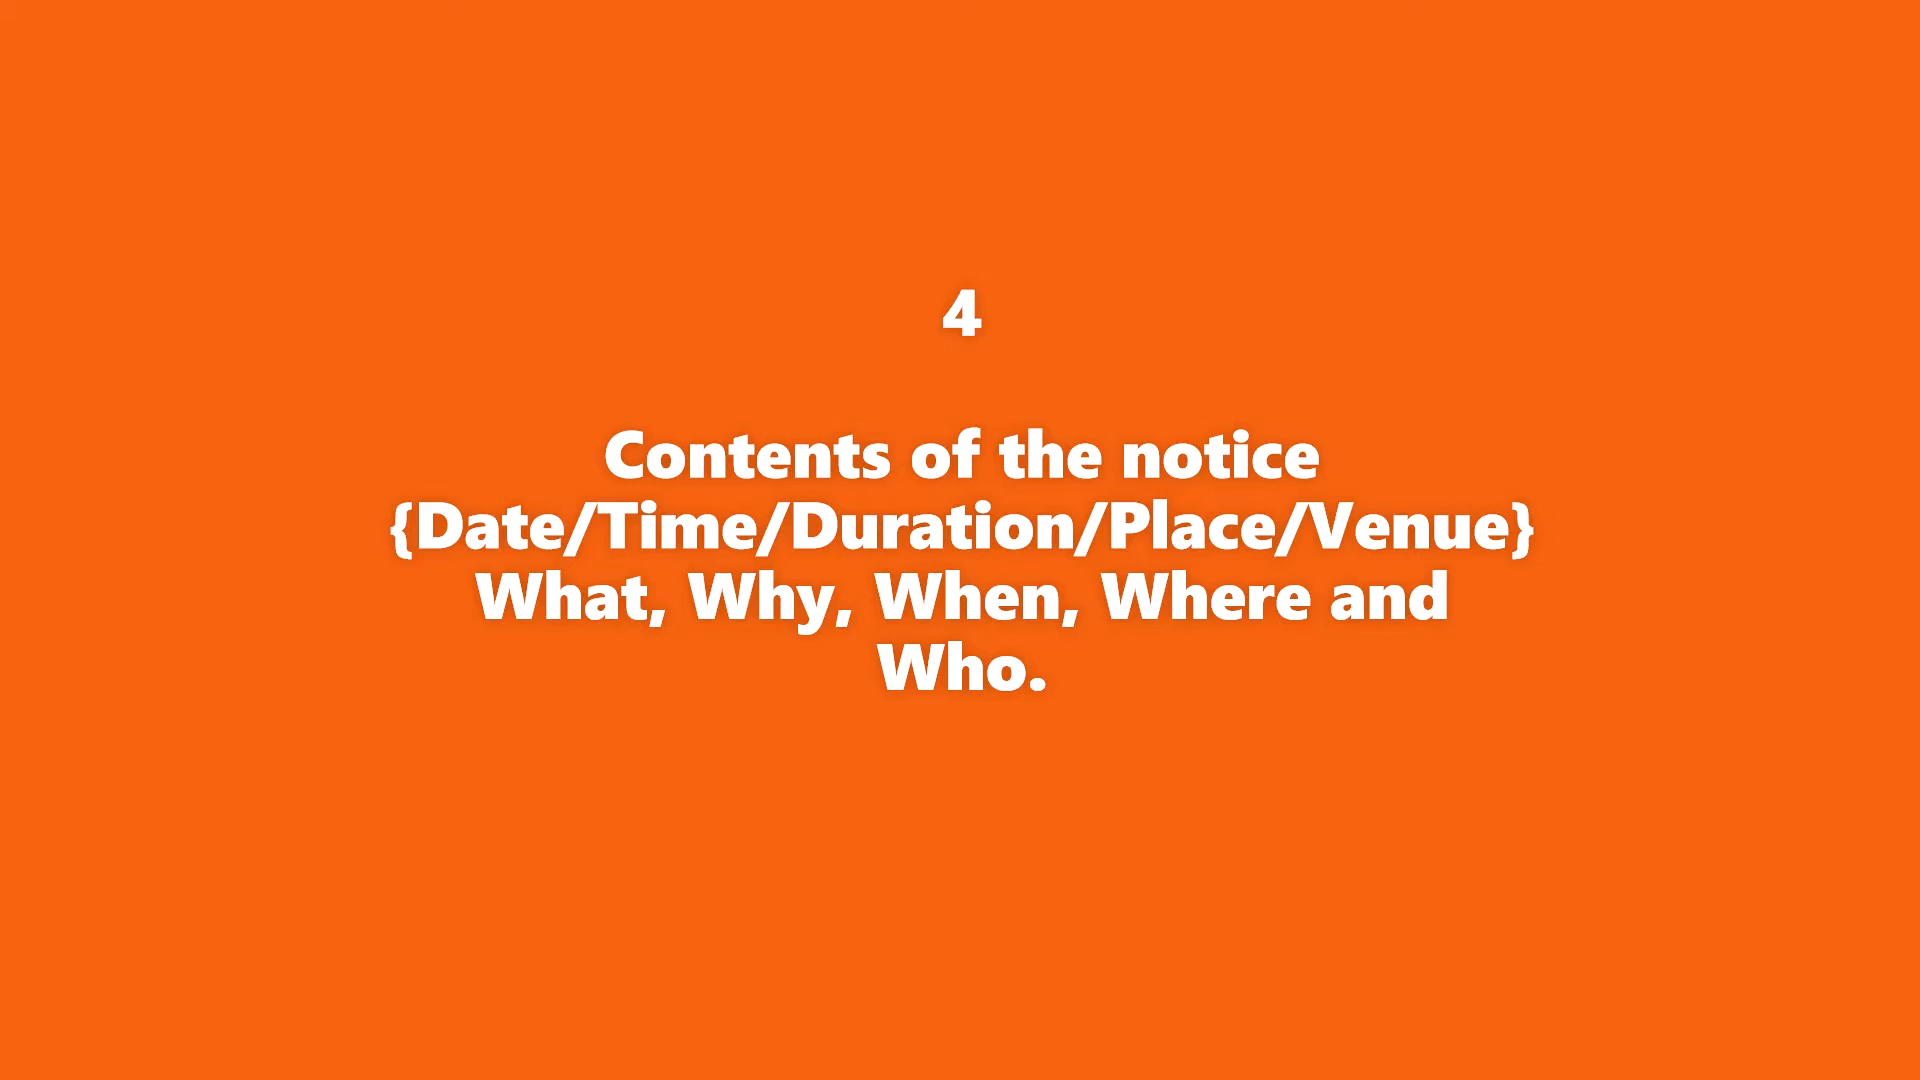 4
Contents of the notice
{Date/Time/Duration/Place/Venue}
What, Why, When, Where and
Who.